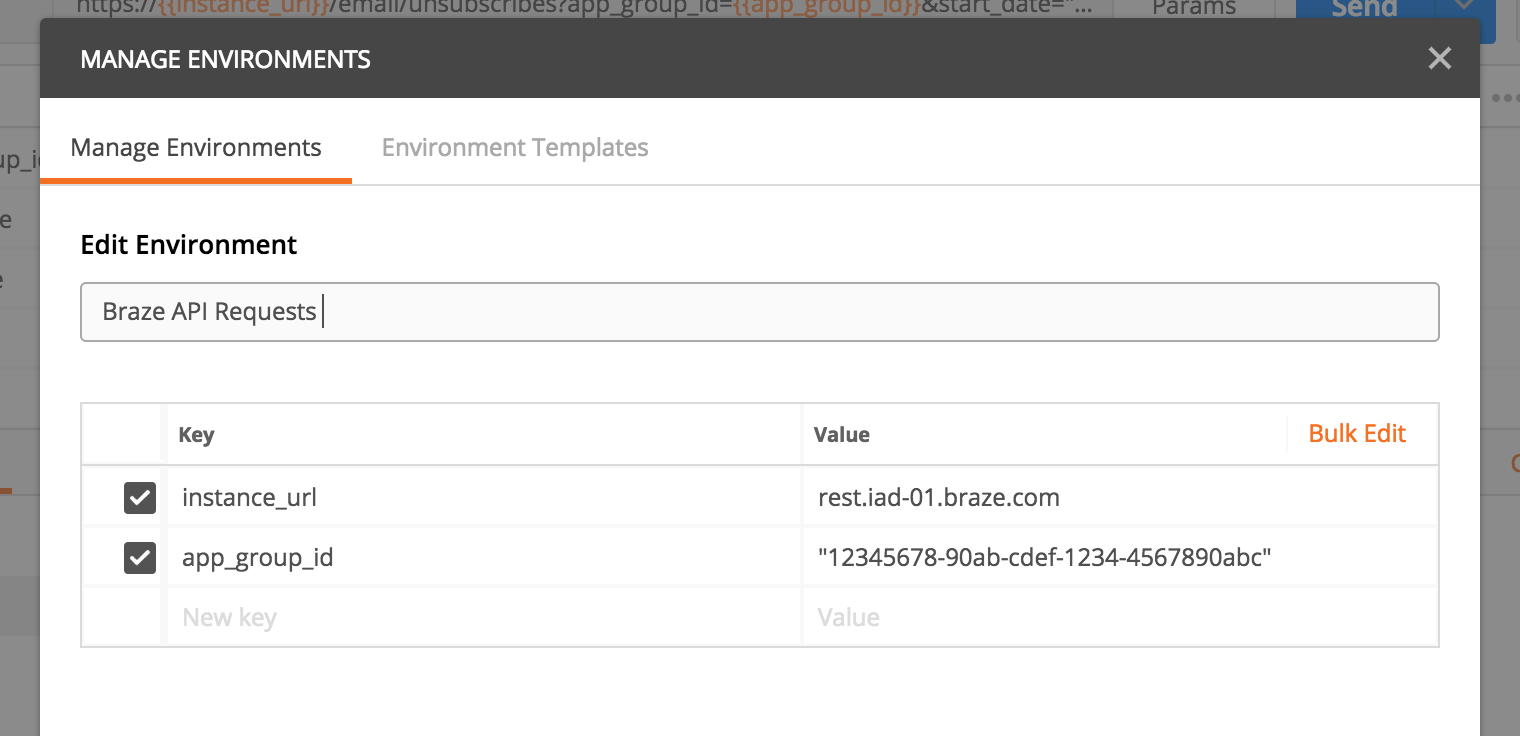 https://{{instance_url}}/email/unsubscribes?app_group_id={{app_group_id}}&start_date="... Params Send
MANAGE ENVIRONMENTS
Manage Environments Environment Templates
e
Edit Environment
Braze API Requests
Key Value Bulk Edit
instance_url rest.iad-01.braze.com
app_group_id "12345678-90ab-cdef-1234-4567890abc"
New key Value